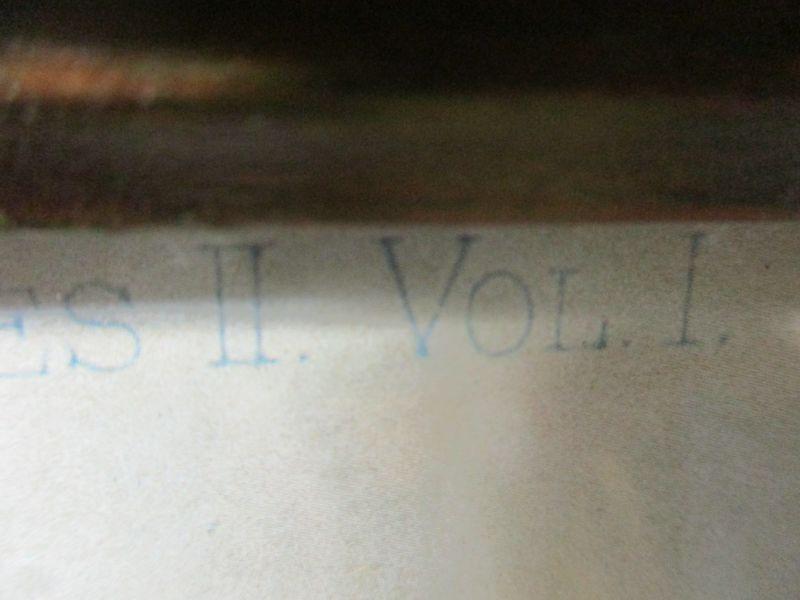 ES II. VOL. I.